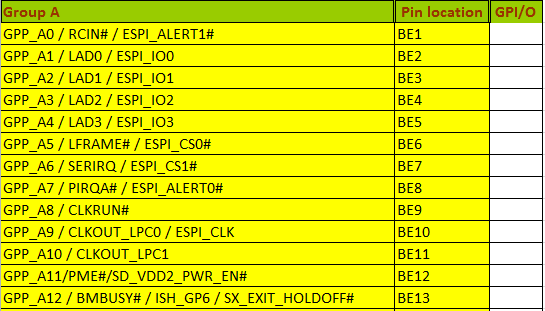 Group A Pin location GPI/O
GPP_A0 / RCIN# / ESPI_ALERT1# BE1
GPP_A1 / LAD0 / ESPI_IO0 BE2
GPP_A2 / LAD1 / ESPI_IO1 BE3
GPP_A3 / LAD2 / ESPI_IO2 BE4
GPP_A4 / LAD3 / ESPI_IO3 BE5
GPP_A5 / LFRAME# / ESPI_CS0# BE6
GPP_A6 / SERIRQ / ESPI_CS1# BE7
GPP_A7 / PIRQA# / ESPI_ALERT0# BE8
GPP_A8 / CLKRUN# BE9
GPP_A9 / CLKOUT_LPC0 / ESPI_CLK BE10
GPP_A10 / CLKOUT_LPC1 BE11
GPP_A11/PME#/SD_VDD2_PWR_EN# BE12
GPP_A12 / BMBUSY# / ISH_GP6 / SX_EXIT_HOLDOFF# BE13